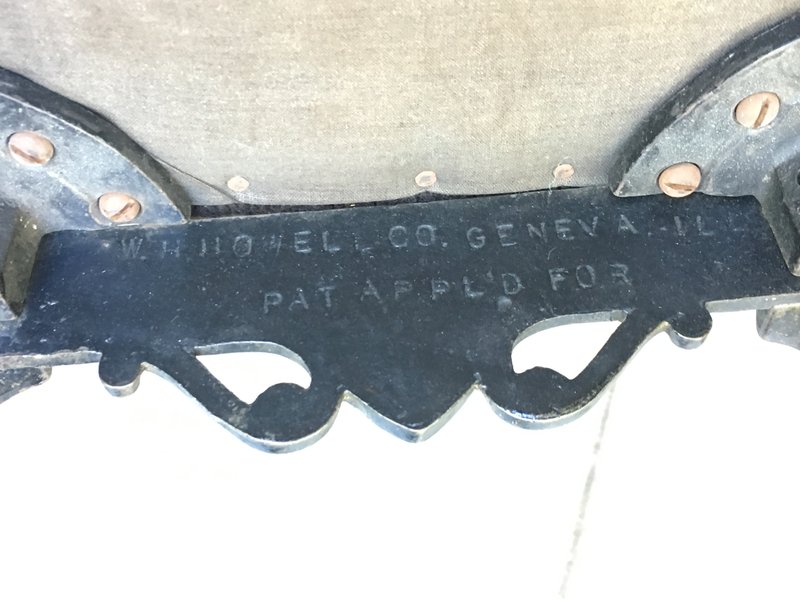 W.H. HOWELL CO. GENEVA. IL
PAT APPL'D FOR